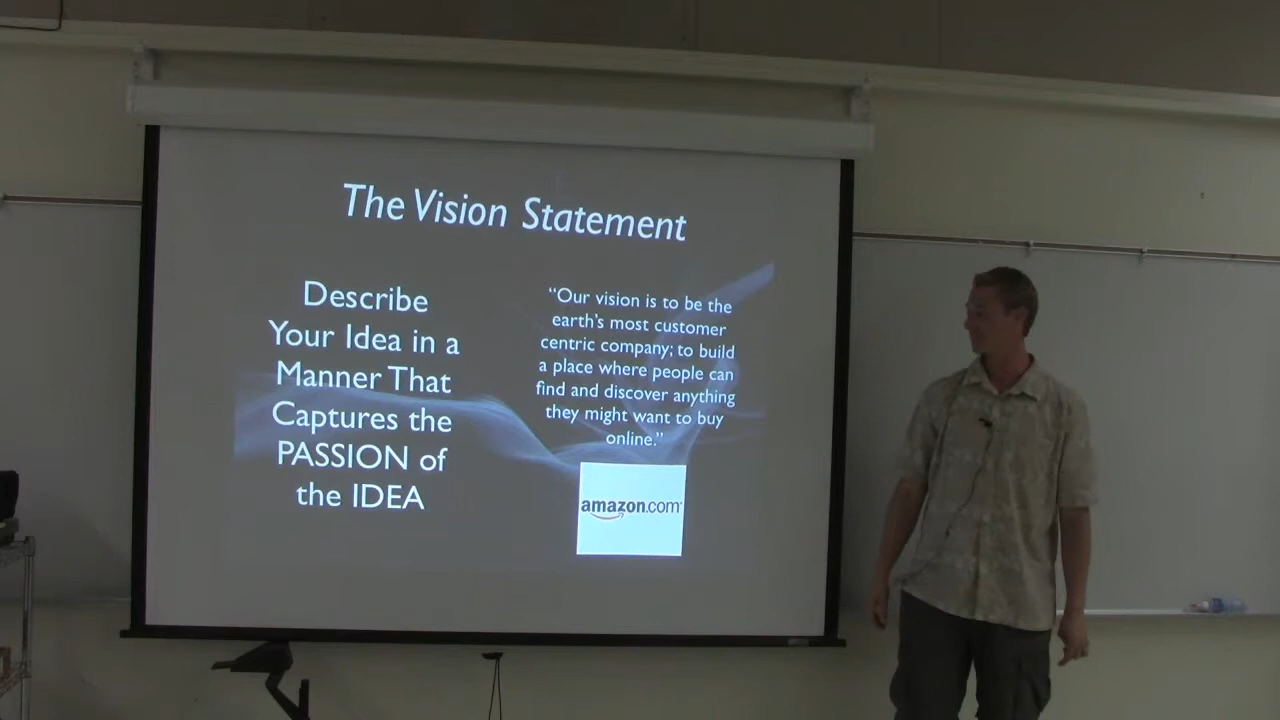 The Vision Statement
Describe
Your Idea in a
Manner That
Captures the
PASSION of
the IDEA
“Our vision is to be the
earth's most customer
centric company; to build
a place where people can
find and discover anything
they might want to buy
online.”
amazon.com